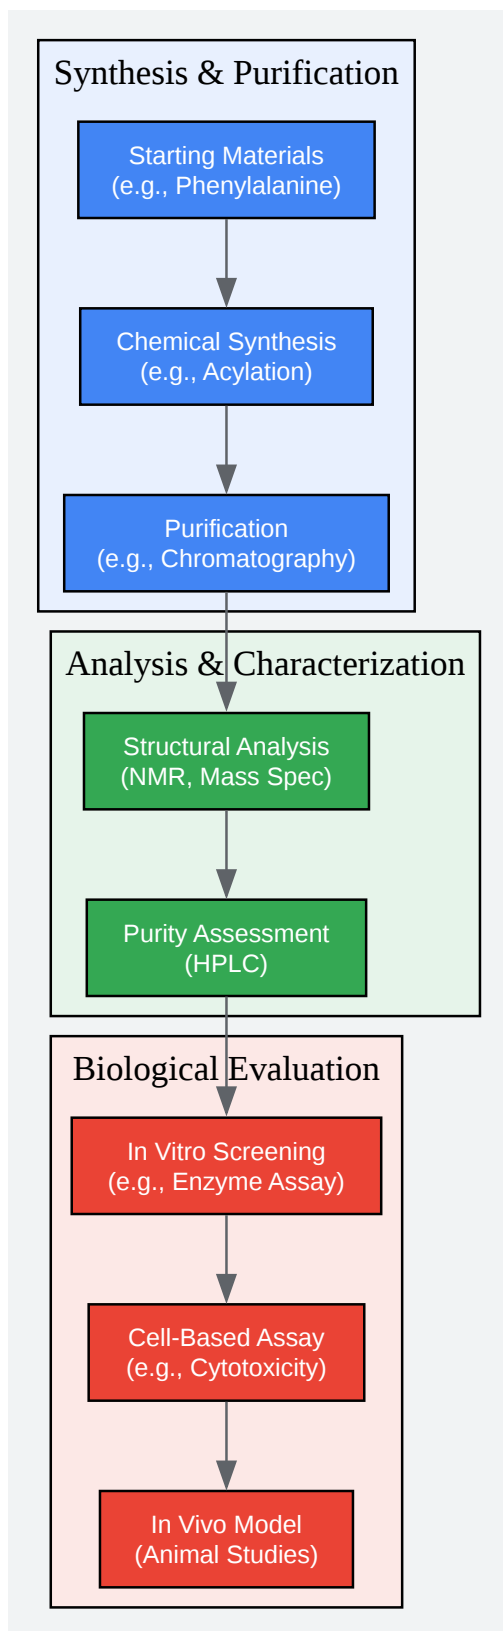 Synthesis & Purification
Starting Materials
(e.g., Phenylalanine)
Chemical Synthesis
(e.g., Acylation)
Purification
(e.g., Chromatography)
Analysis & Characterization
Structural Analysis
(NMR, Mass Spec)
Purity Assessment
(HPLC)
Biological Evaluation
In Vitro Screening
(e.g., Enzyme Assay)
Cell-Based Assay
(e.g., Cytotoxicity)
In Vivo Model
(Animal Studies)